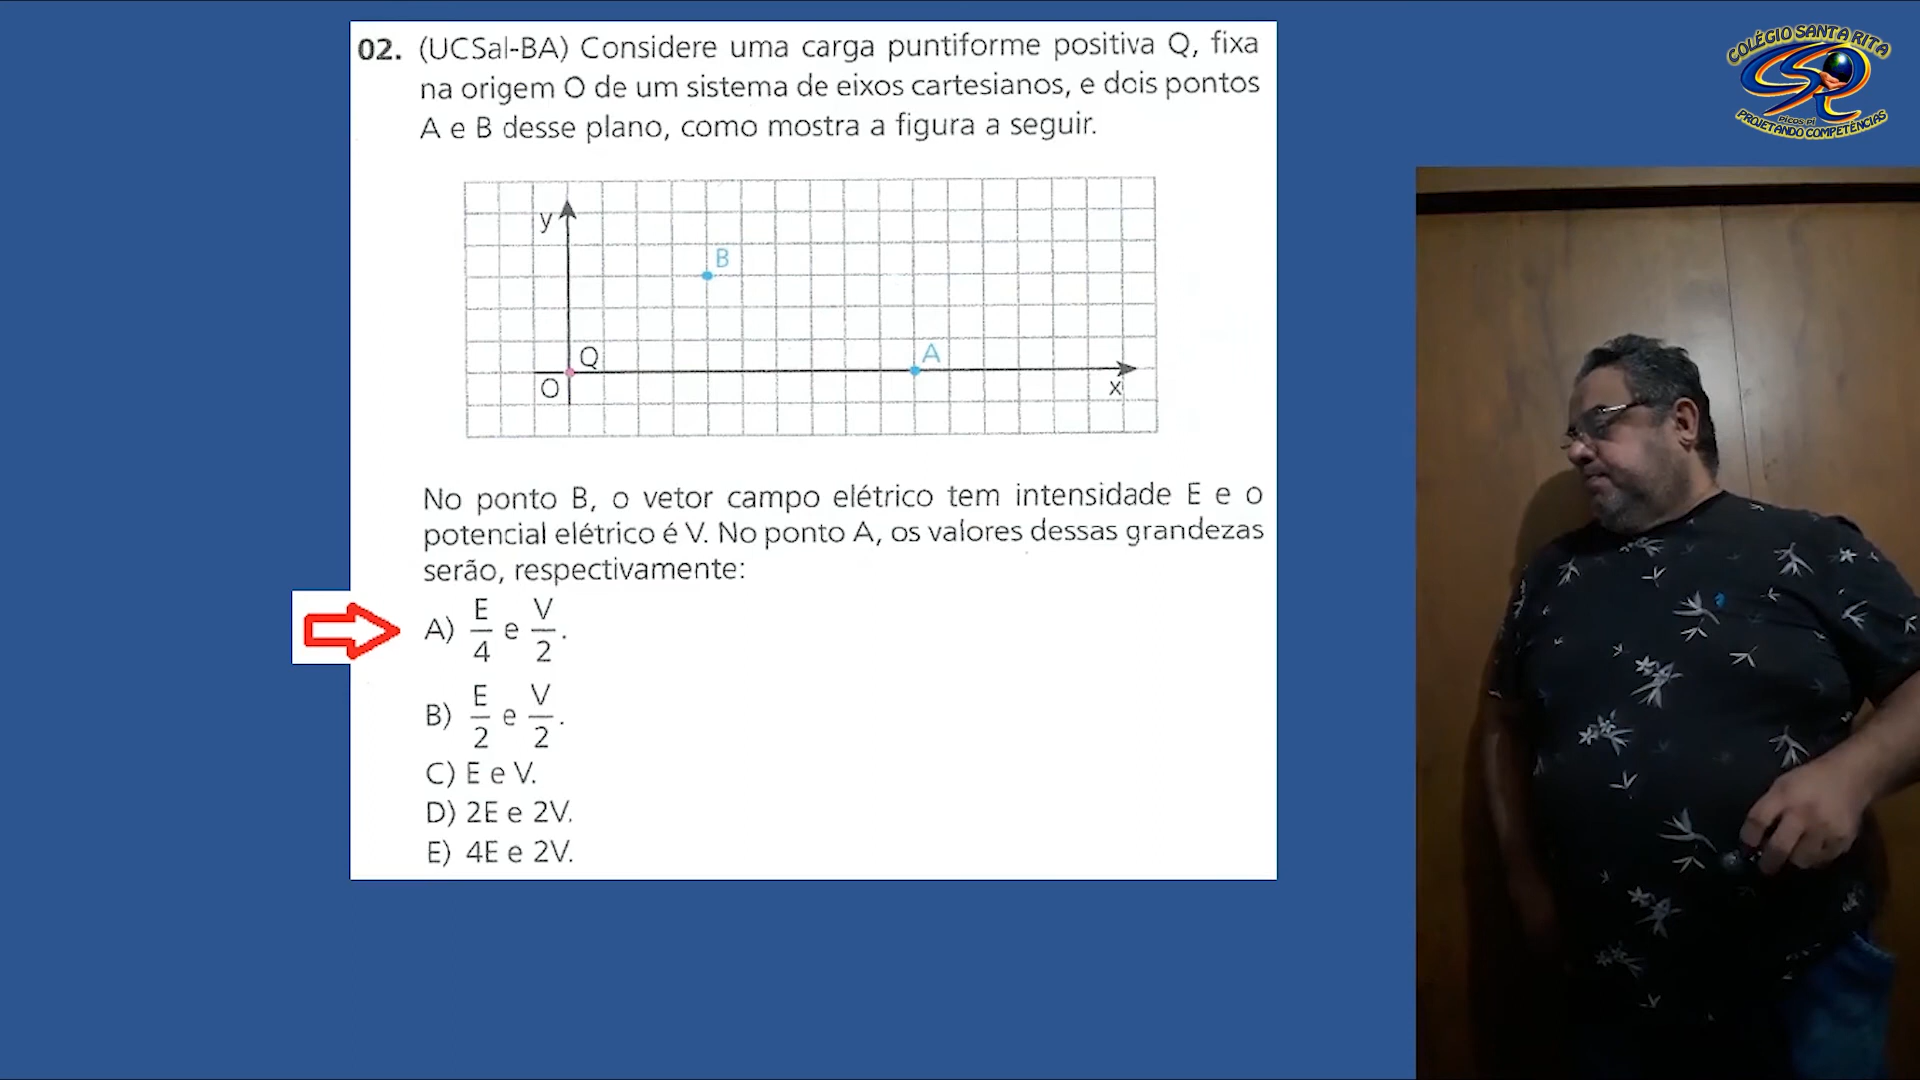 COLÉGIO SANTA RITA
Picos PI
PROJETANDO COMPETÊNCIAS
02. (UCSal-BA) Considere uma carga puntiforme positiva Q, fixa
na origem O de um sistema de eixos cartesianos, e dois pontos
A e B desse plano, como mostra a figura a seguir.
y
B
Q
A
O
x
No ponto B, o vetor campo elétrico tem intensidade E e o
potencial elétrico é V. No ponto A, os valores dessas grandezas
serão, respectivamente:
A) E/4 e V/2.
B) E/2 e V/2.
C) E e V.
D) 2E e 2V.
E) 4E e 2V.